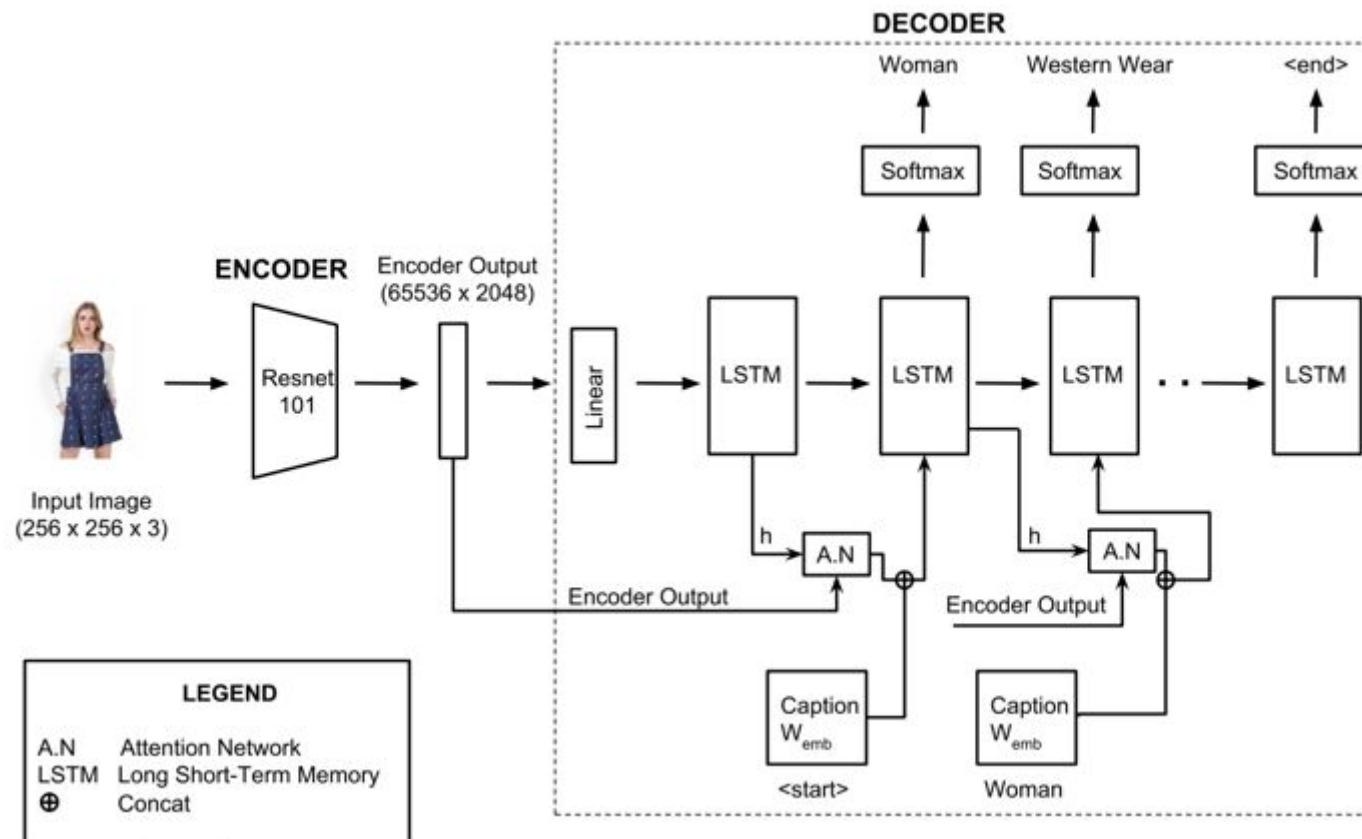 DECODER
Woman
Western Wear
<end>
Softmax
Softmax
Softmax
ENCODER
Encoder Output
(65536 x 2048)
Resnet
101
Linear
LSTM
LSTM
LSTM
. .
LSTM
Input Image
(256 x 256 x 3)
h
A.N
h
A.N
Encoder Output
Encoder Output
Caption
W_emb
<start>
Caption
W_emb
Woman
LEGEND
A.N Attention Network
LSTM Long Short-Term Memory
⊕ Concat